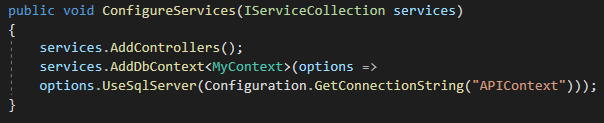 public void ConfigureServices(IServiceCollection services)
{
services.AddControllers();
services.AddDbContext<MyContext>(options =>
options.UseSqlServer(Configuration.GetConnectionString("APIContext")));
}